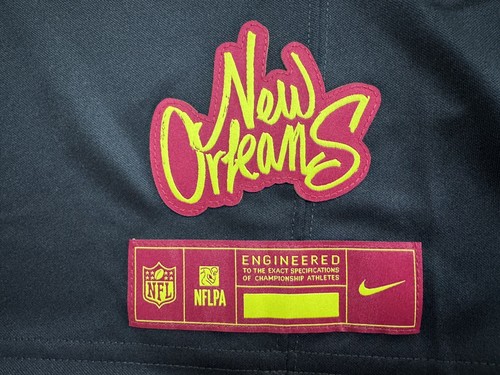 New
Orleans
NFL
NFLPA
ENGINEERED
TO THE EXACT SPECIFICATIONS
OF CHAMPIONSHIP ATHLETES